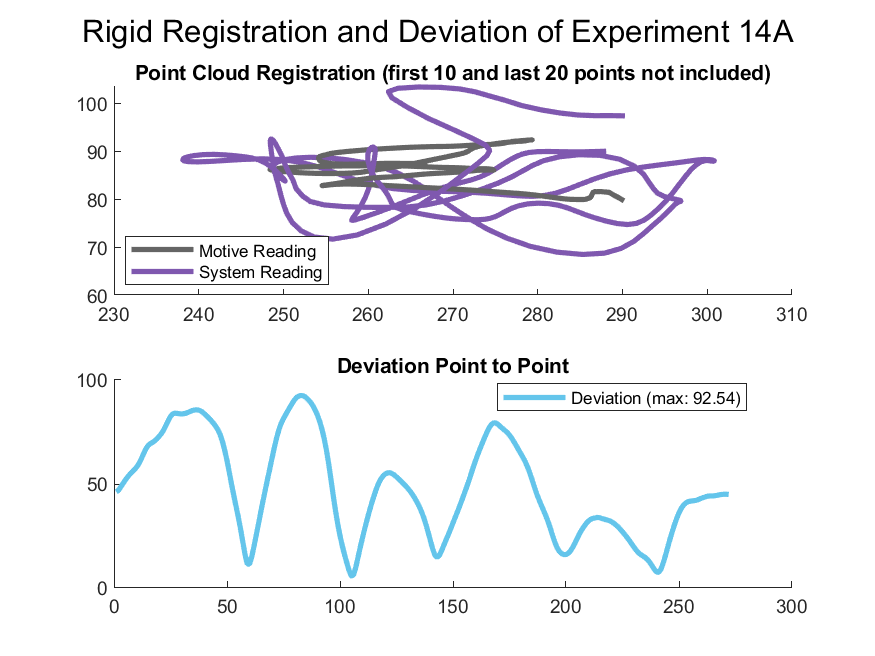 Rigid Registration and Deviation of Experiment 14A
Point Cloud Registration (first 10 and last 20 points not included)
100
90
80
70
60
Motive Reading
System Reading
230 240 250 260 270 280 290 300 310
Deviation Point to Point
100
50
0
Deviation (max: 92.54)
0 50 100 150 200 250 300